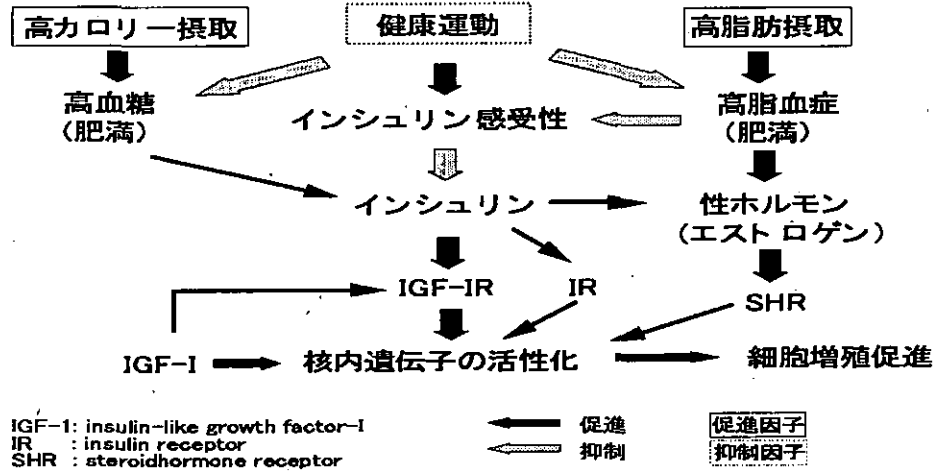 高カロリー摂取
健康運動
高脂肪摂取
高血糖
(肥満)
インシュリン感受性
高脂血症
(肥満)
インシュリン
性ホルモン
(エストロゲン)
IGF-IR
IR
SHR
IGF-I
核内遺伝子の活性化
細胞増殖促進
IGF-1: insulin-like growth factor-I
IR : insulin receptor
SHR : steroidhormone receptor
促進
抑制
促進因子
抑制因子